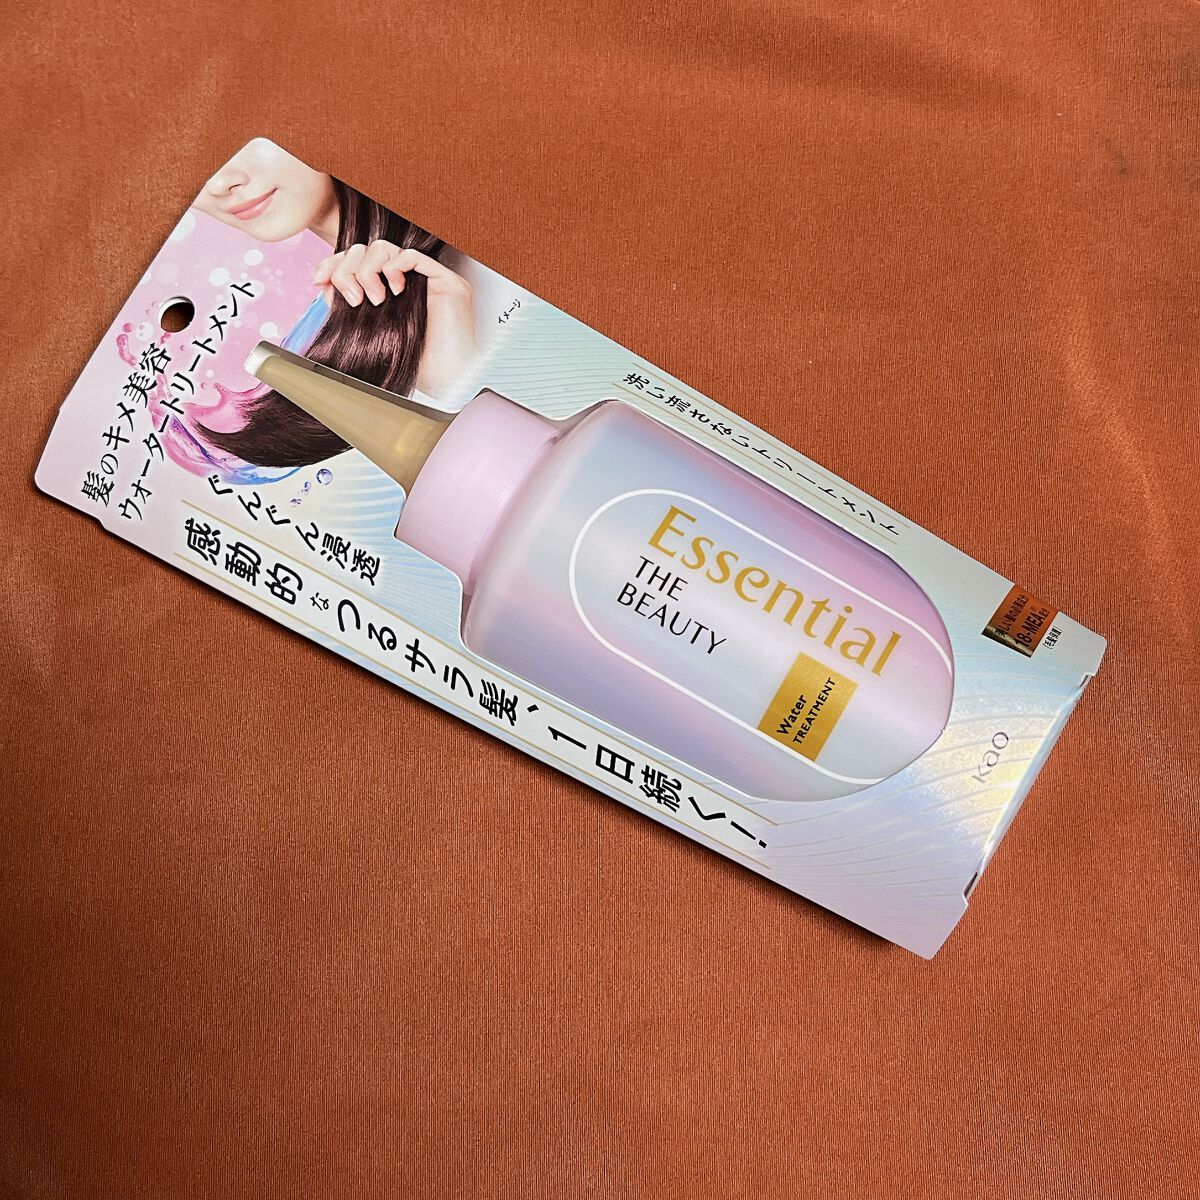 髪のキメ美容
ウォータートリートメント
イメージ
ぐんぐん浸透
感動的なつるサラ髪、1日続く!
洗い流さないトリートメント
Essential
THE
BEAUTY
Water
TREATMENT
18-MEA
kao